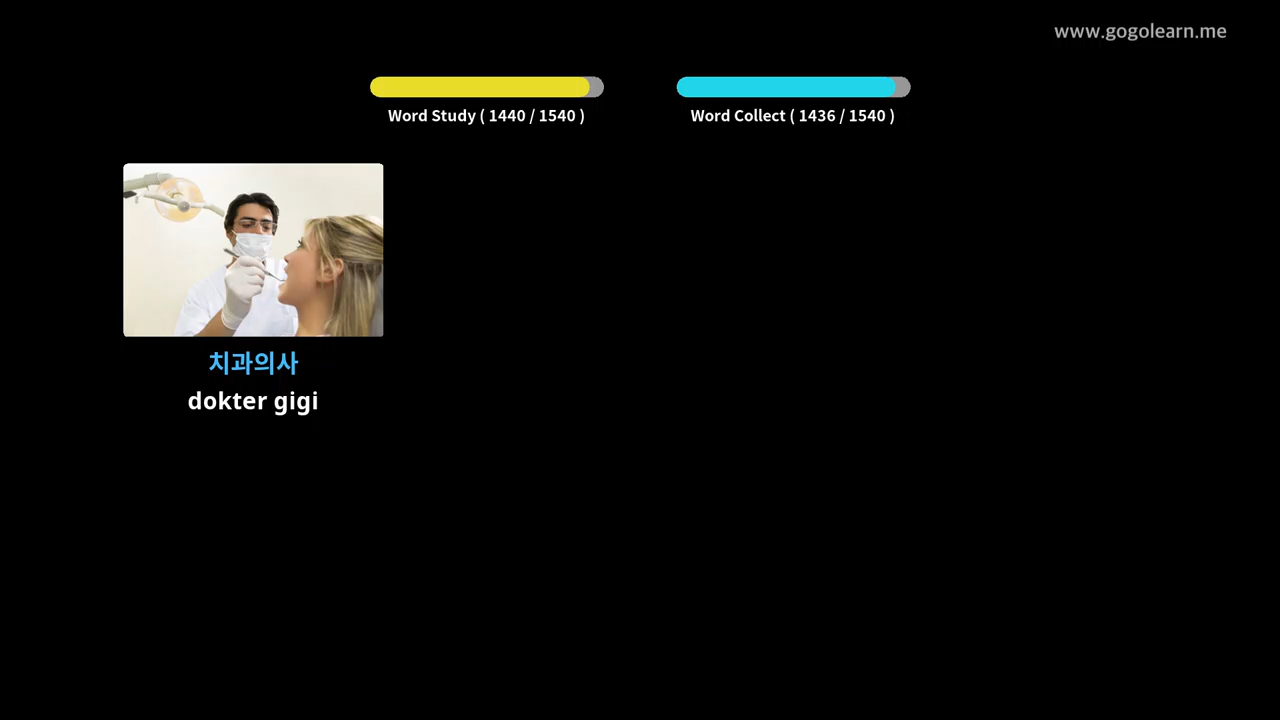 www.gogolearn.me
Word Study ( 1440 / 1540 )
Word Collect ( 1436 / 1540 )
치과의사
dokter gigi